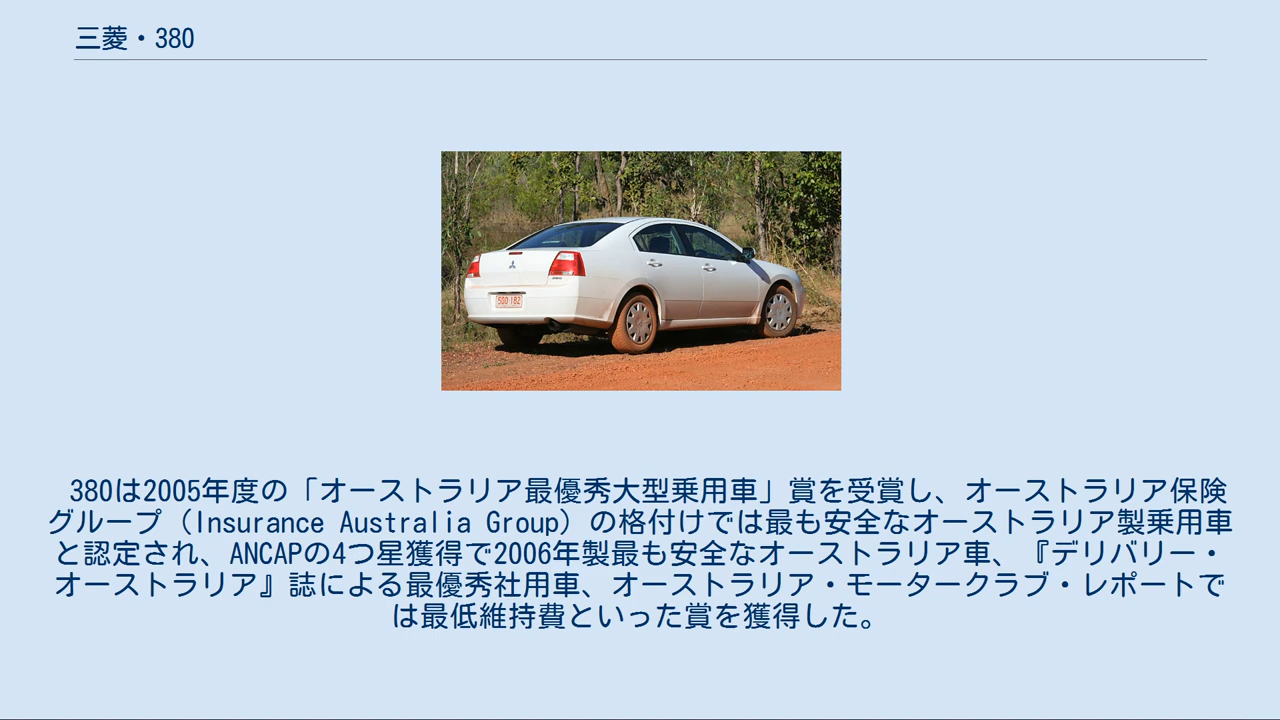 三菱・380
380は2005年度の「オーストラリア最優秀大型乗用車」賞を受賞し、オーストラリア保険
グループ（Insurance Australia Group）の格付けでは最も安全なオーストラリア製乗用車
と認定され、ANCAPの4つ星獲得で2006年製最も安全なオーストラリア車、『デリバリー・
オーストラリア』誌による最優秀社用車、オーストラリア・モータークラブ・レポートで
は最低維持費といった賞を獲得した。